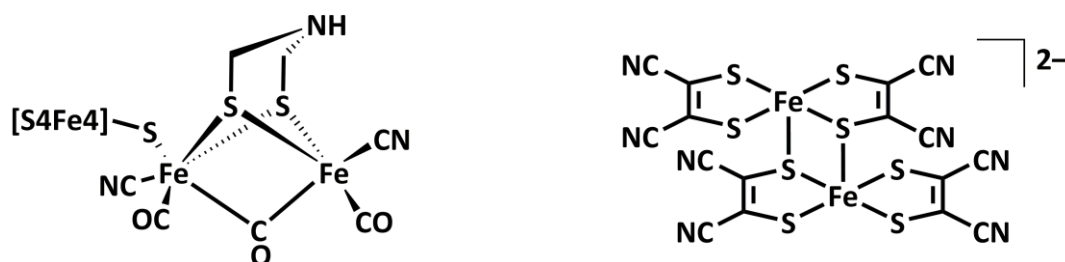 NH
S S
[S4Fe4] S
CN
Fe Fe
NC
OC CO
C
O
2–
NC S S CN
Fe
NC S S CN
NC S S CN
Fe
NC S S CN